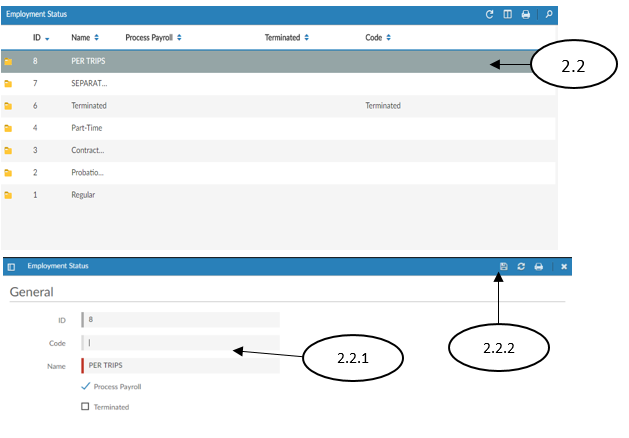 Employment Status
ID Name Process Payroll Terminated Code
8 PER TRIPS
2.2
7 SEPARAT...
6 Terminated Terminated
4 Part-Time
3 Contract...
2 Probatio...
1 Regular
Employment Status
General
ID 8
Code
Name PER TRIPS
Process Payroll
Terminated
2.2.1
2.2.2